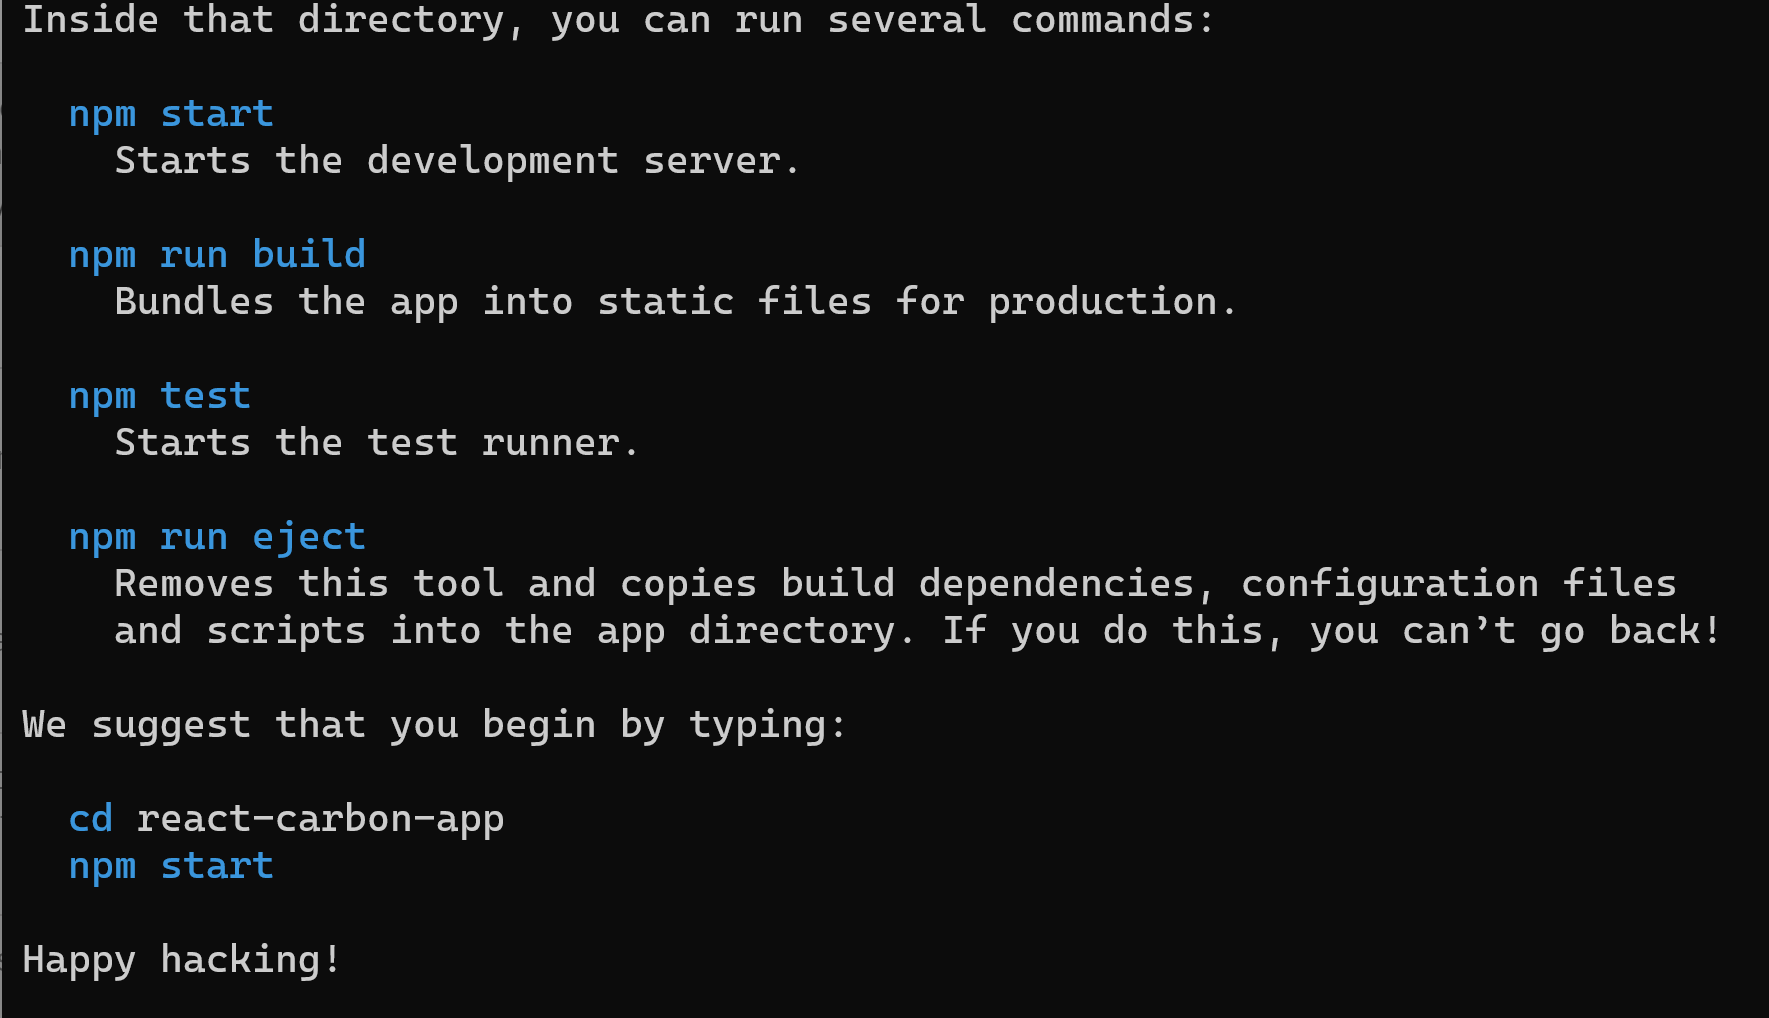 Inside that directory, you can run several commands:
npm start
Starts the development server.
npm run build
Bundles the app into static files for production.
npm test
Starts the test runner.
npm run eject
Removes this tool and copies build dependencies, configuration files
and scripts into the app directory. If you do this, you can’t go back!
We suggest that you begin by typing:
cd react-carbon-app
npm start
Happy hacking!